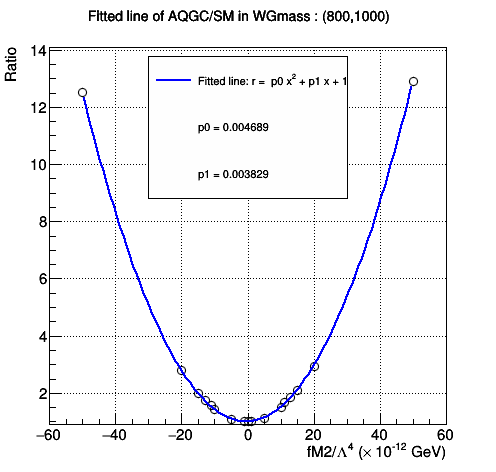 Fitted line of AQGC/SM in WGmass : (800,1000)
Ratio
14
12
10
8
6
4
2
Fitted line: r = p0 x² + p1 x + 1
p0 = 0.004689
p1 = 0.003829
−60 −40 −20 0 20 40 60
fM2/Λ⁴ (× 10⁻¹² GeV)